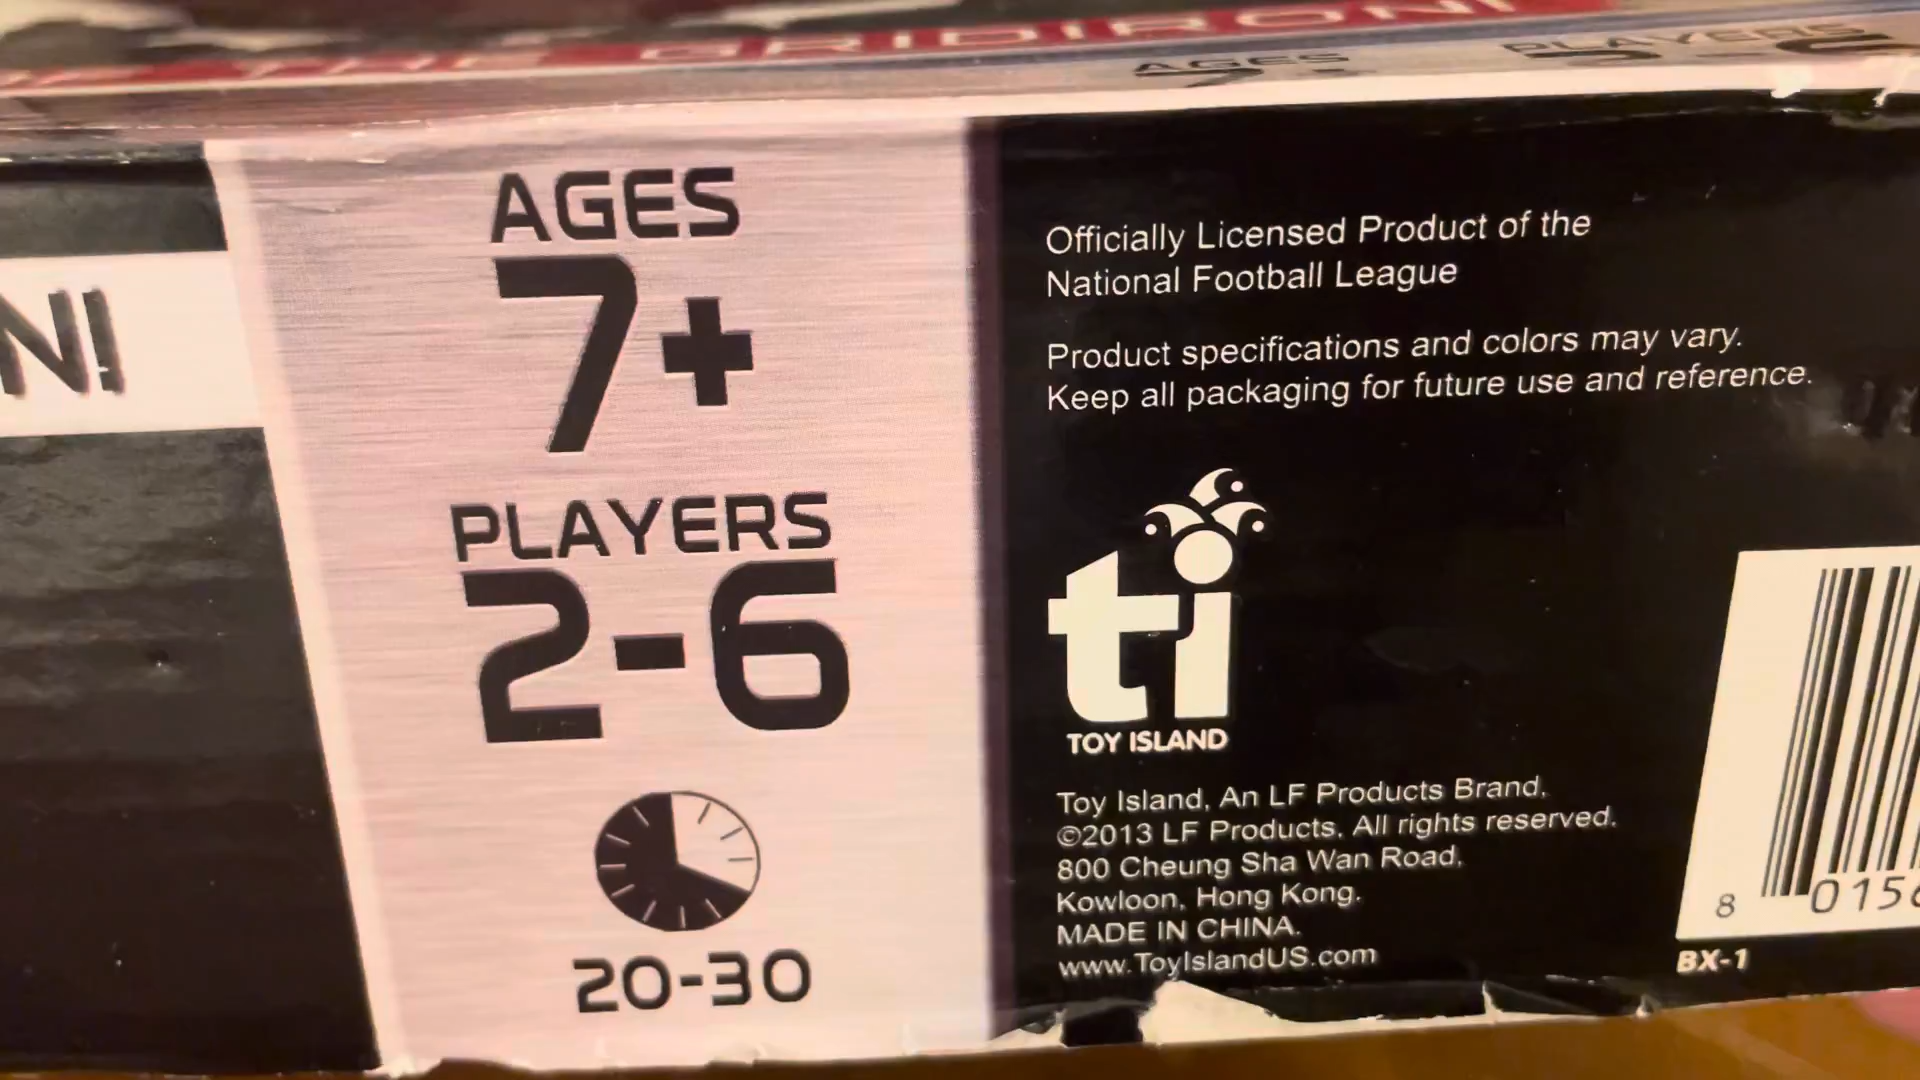 THE GRIDIRON!
AGES
PLAYERS
N!
AGES
7+
PLAYERS
2-6
20-30
Officially Licensed Product of the
National Football League
Product specifications and colors may vary.
Keep all packaging for future use and reference.
ti
TOY ISLAND
Toy Island, An LF Products Brand.
©2013 LF Products. All rights reserved.
800 Cheung Sha Wan Road,
Kowloon, Hong Kong.
MADE IN CHINA.
www.ToyIslandUS.com
8 0156
BX-1